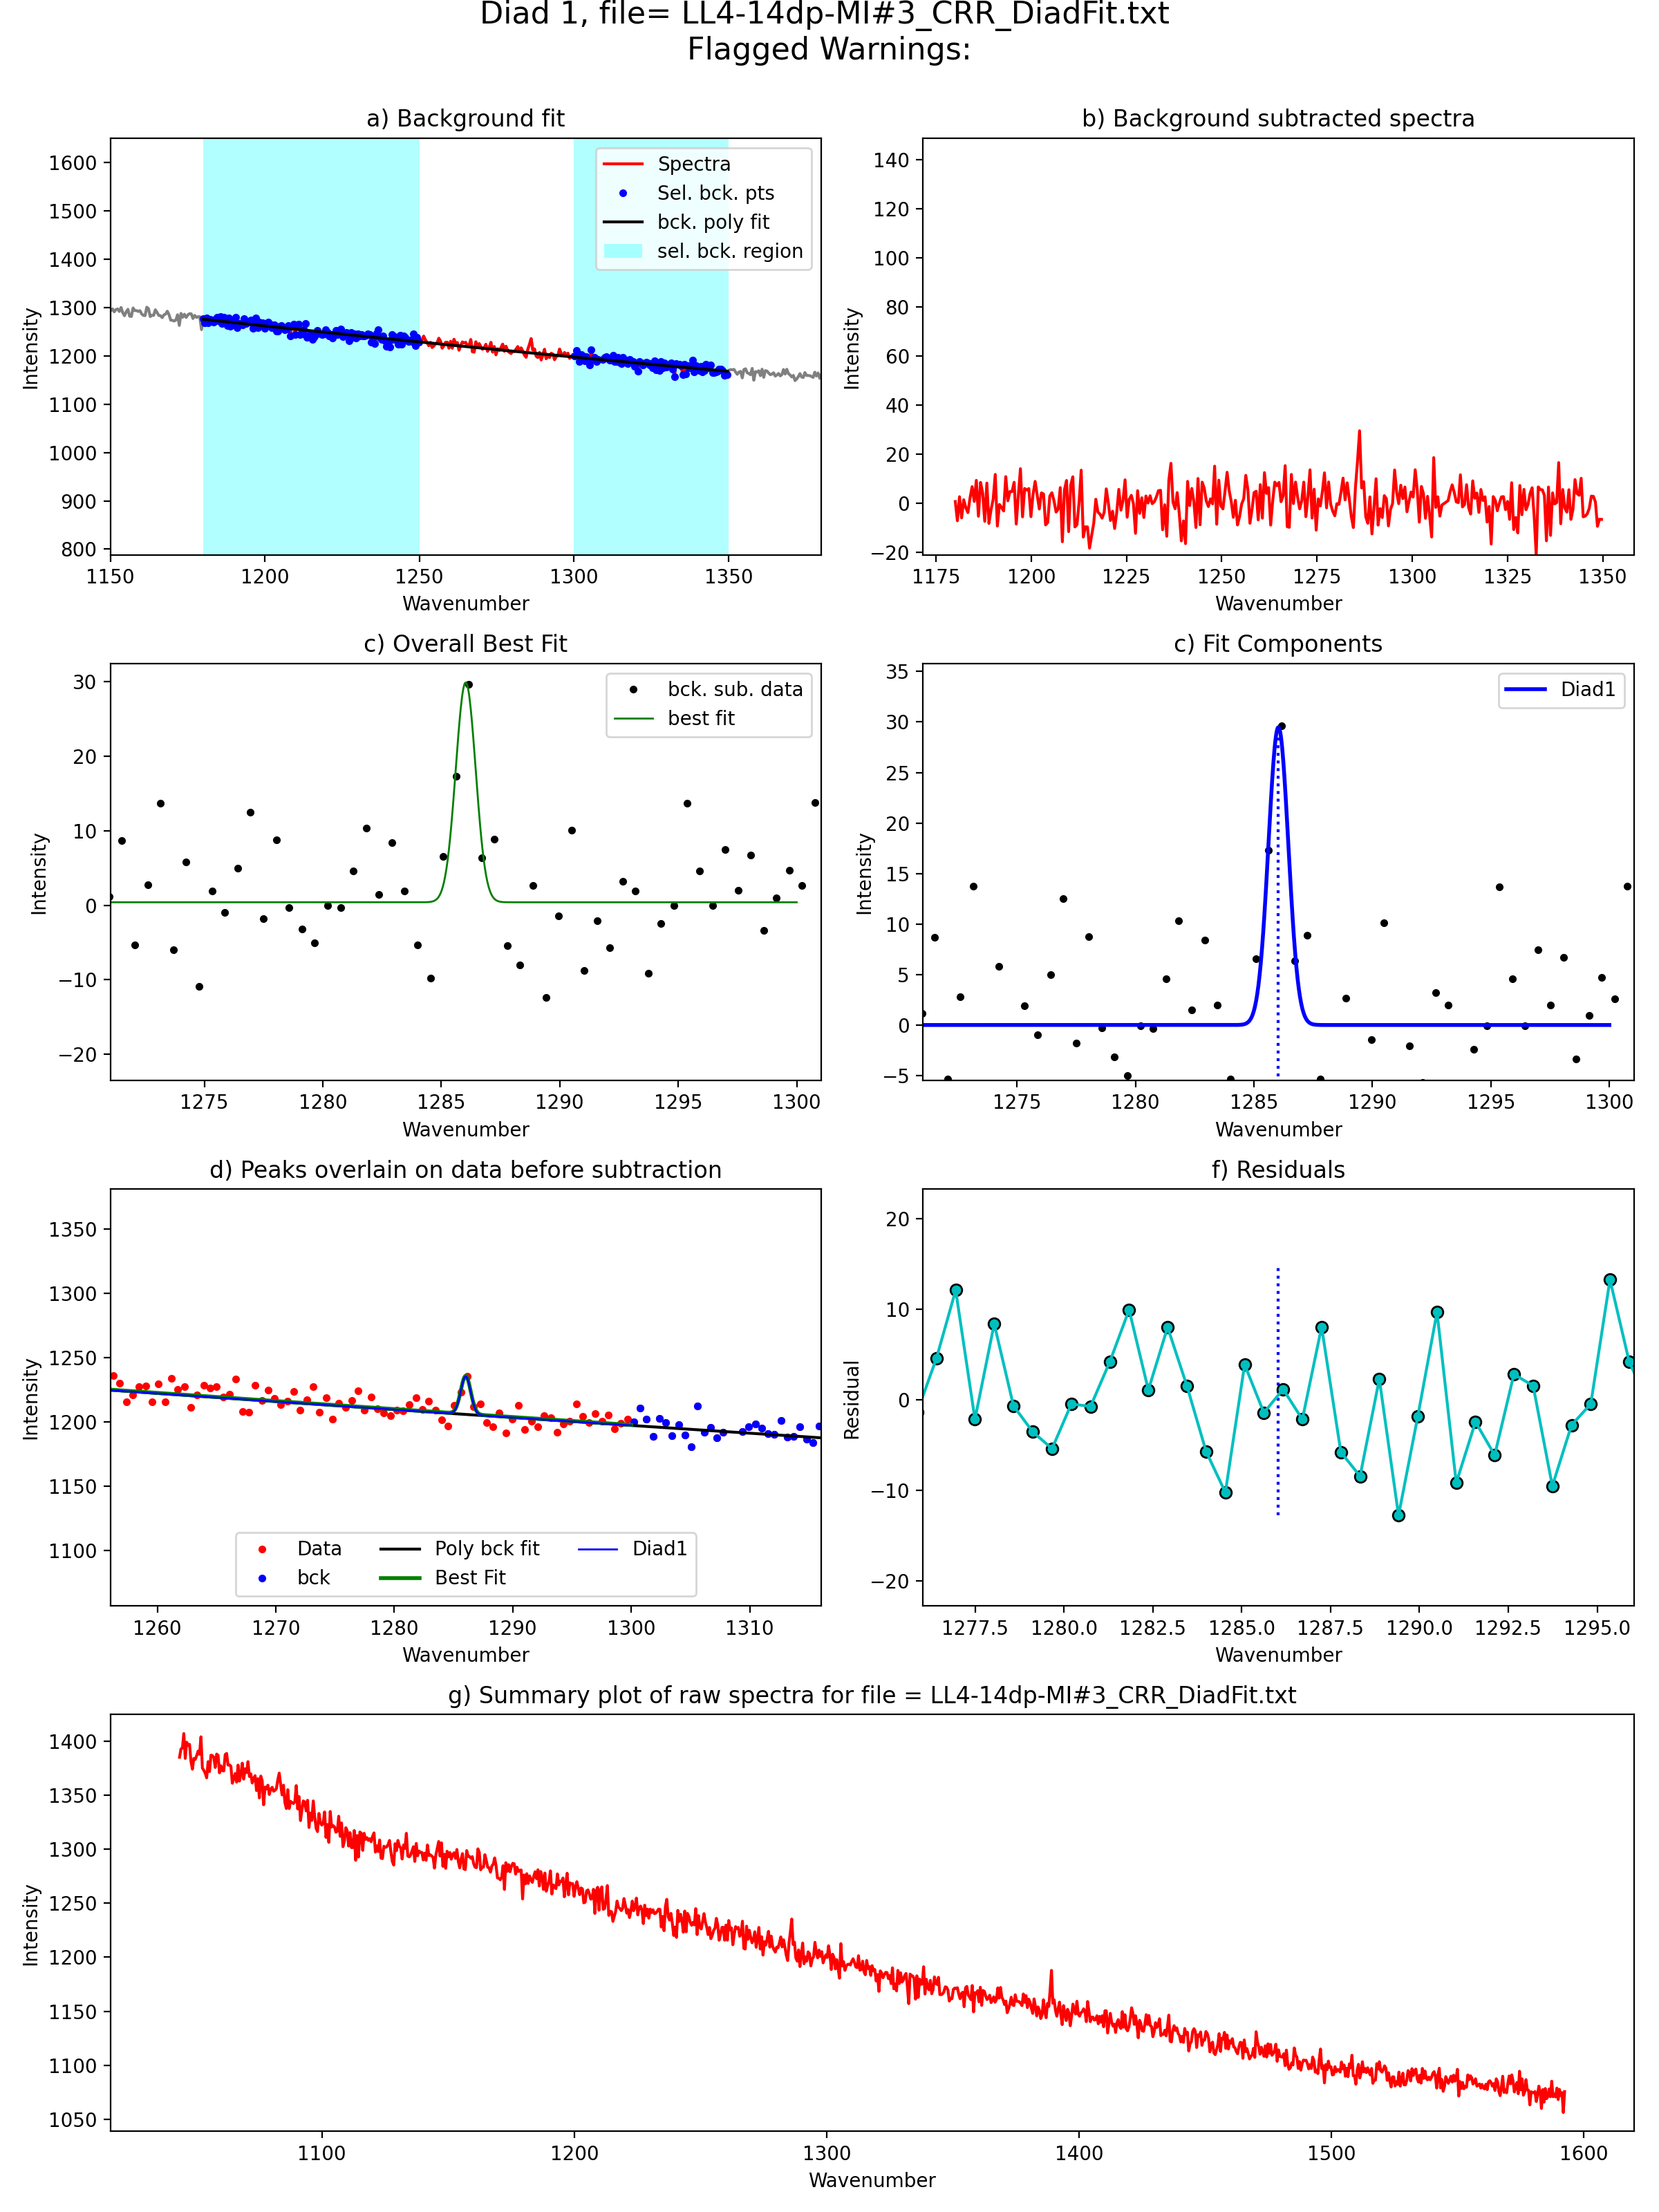 Diad 1, file= LL4-14dp-MI#3_CRR_DiadFit.txt
Flagged Warnings:
a) Background fit
1600
1500
1400
1300
1200
1100
1000
900
800
Intensity
1150 1200 1250 1300 1350
Wavenumber
Spectra
Sel. bck. pts
bck. poly fit
sel. bck. region
b) Background subtracted spectra
140
120
100
80
60
40
20
0
−20
Intensity
1175 1200 1225 1250 1275 1300 1325 1350
Wavenumber
c) Overall Best Fit
30
20
10
0
−10
−20
Intensity
1275 1280 1285 1290 1295 1300
Wavenumber
bck. sub. data
best fit
c) Fit Components
35
30
25
20
15
10
5
0
−5
Intensity
1275 1280 1285 1290 1295 1300
Wavenumber
Diad1
d) Peaks overlain on data before subtraction
1350
1300
1250
1200
1150
1100
Intensity
1260 1270 1280 1290 1300 1310
Wavenumber
Data
bck
Poly bck fit
Best Fit
Diad1
f) Residuals
20
10
0
−10
−20
Residual
1277.5 1280.0 1282.5 1285.0 1287.5 1290.0 1292.5 1295.0
Wavenumber
g) Summary plot of raw spectra for file = LL4-14dp-MI#3_CRR_DiadFit.txt
1400
1350
1300
1250
1200
1150
1100
1050
Intensity
1100 1200 1300 1400 1500 1600
Wavenumber